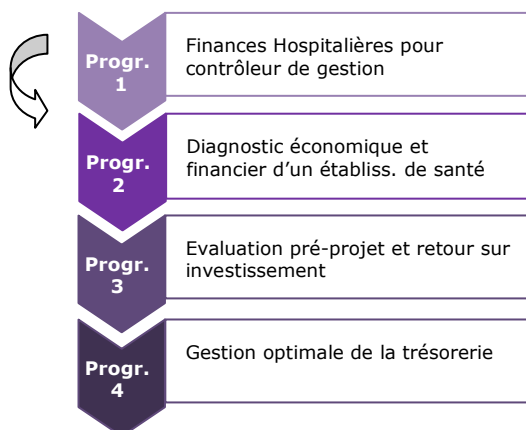 Progr.
1
Finances Hospitalières pour
contrôleur de gestion
Progr.
2
Diagnostic économique et
financier d’un établiss. de santé
Progr.
3
Evaluation pré-projet et retour sur
investissement
Progr.
4
Gestion optimale de la trésorerie